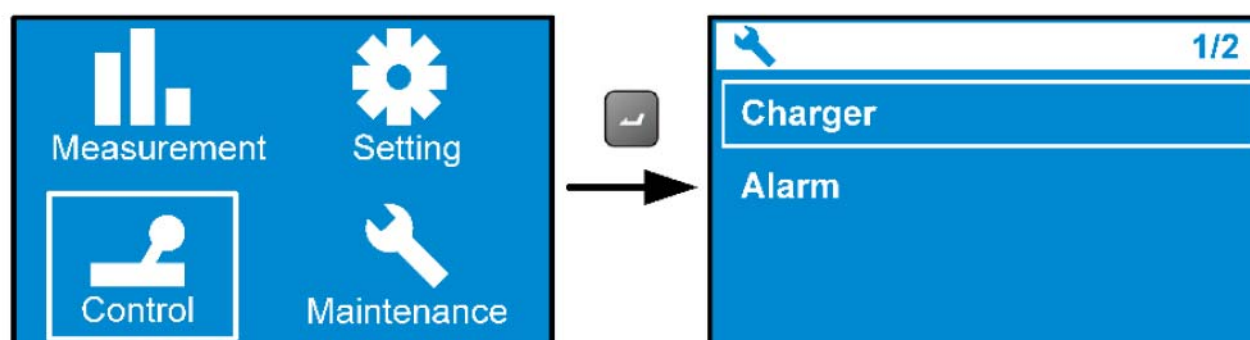 Measurement
Setting
Control
Maintenance
1/2
Charger
Alarm